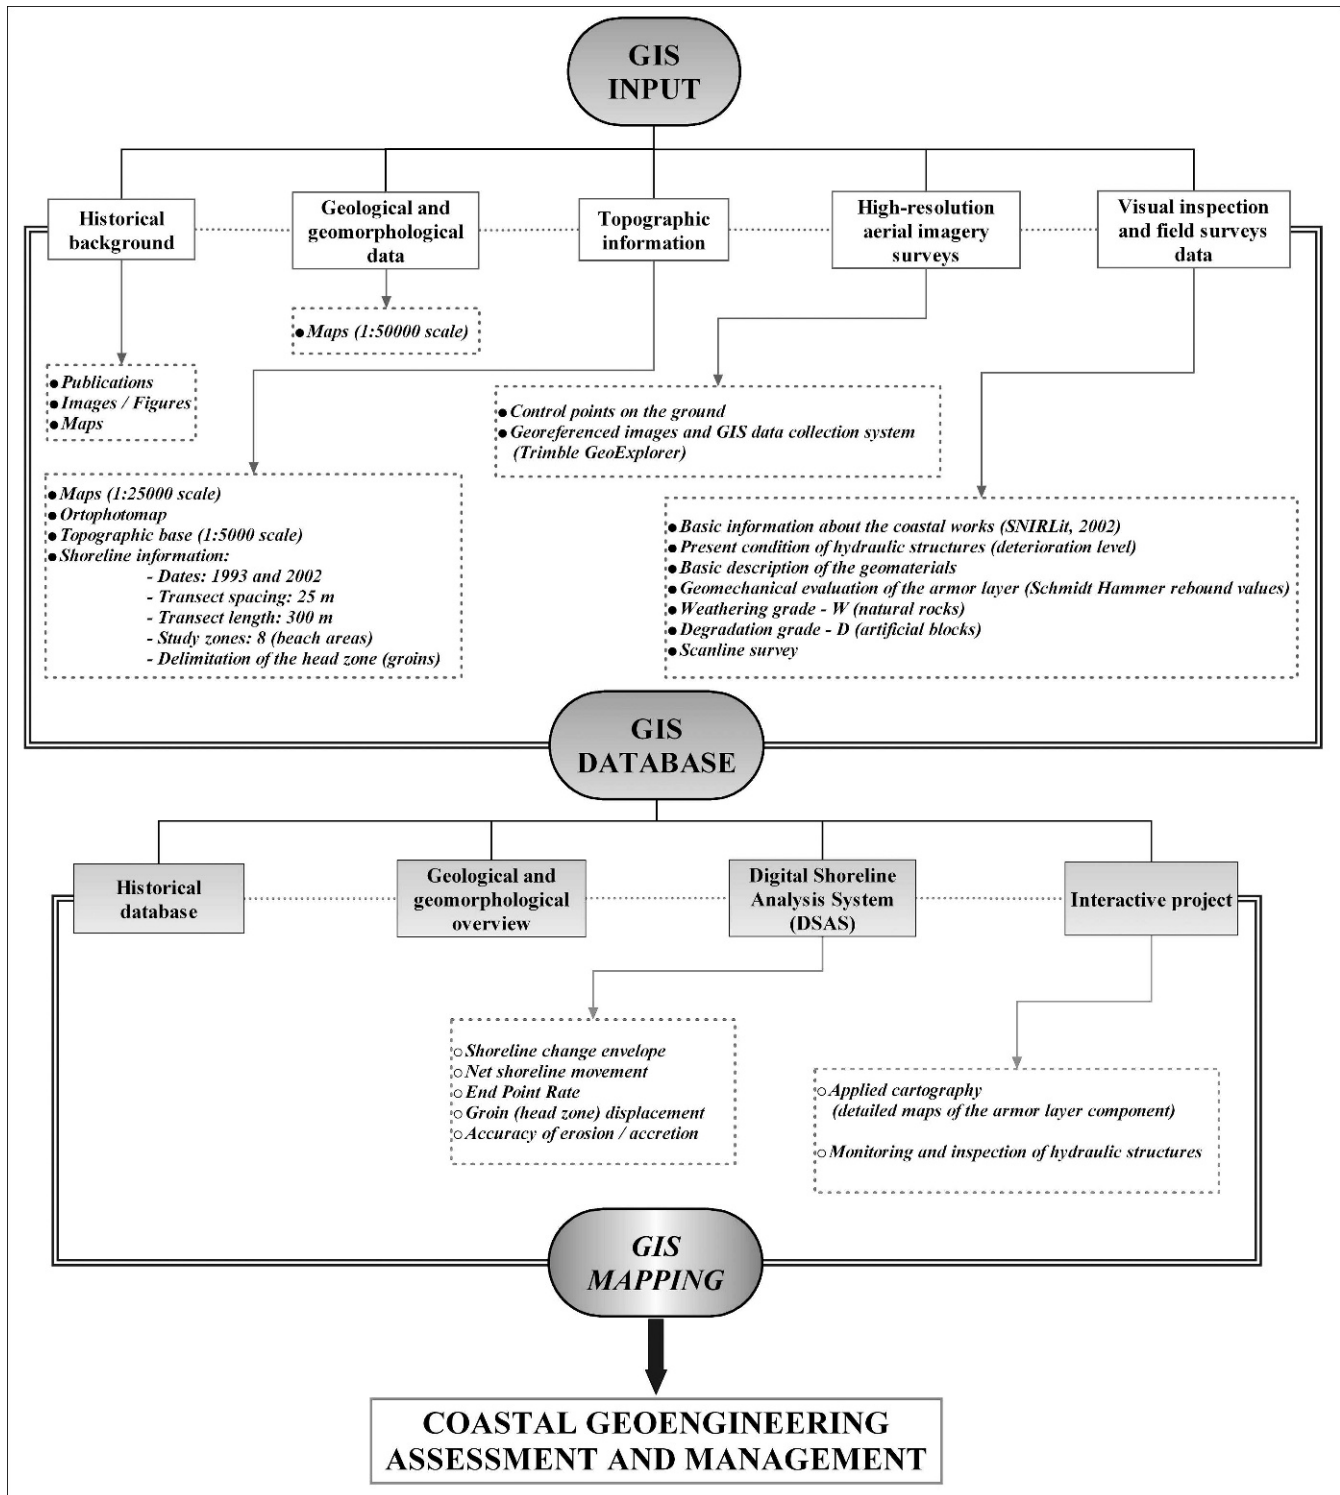 GIS
INPUT
Historical
background
Geological and
geomorphological
data
Topographic
information
High-resolution
aerial imagery
surveys
Visual inspection
and field surveys
data
● Maps (1:50000 scale)
● Publications
● Images / Figures
● Maps
● Control points on the ground
● Georeferenced images and GIS data collection system
(Trimble GeoExplorer)
● Maps (1:25000 scale)
● Ortophotomap
● Topographic base (1:5000 scale)
● Shoreline information:
- Dates: 1993 and 2002
- Transect spacing: 25 m
- Transect length: 300 m
- Study zones: 8 (beach areas)
- Delimitation of the head zone (groins)
● Basic information about the coastal works (SNIRLit, 2002)
● Present condition of hydraulic structures (deterioration level)
● Basic description of the geomaterials
● Geomechanical evaluation of the armor layer (Schmidt Hammer rebound values)
● Weathering grade - W (natural rocks)
● Degradation grade - D (artificial blocks)
● Scanline survey
GIS
DATABASE
Historical
database
Geological and
geomorphological
overview
Digital Shoreline
Analysis System
(DSAS)
Interactive project
○ Shoreline change envelope
○ Net shoreline movement
○ End Point Rate
○ Groin (head zone) displacement
○ Accuracy of erosion / accretion
○ Applied cartography
(detailed maps of the armor layer component)
○ Monitoring and inspection of hydraulic structures
GIS
MAPPING
COASTAL GEOENGINEERING
ASSESSMENT AND MANAGEMENT